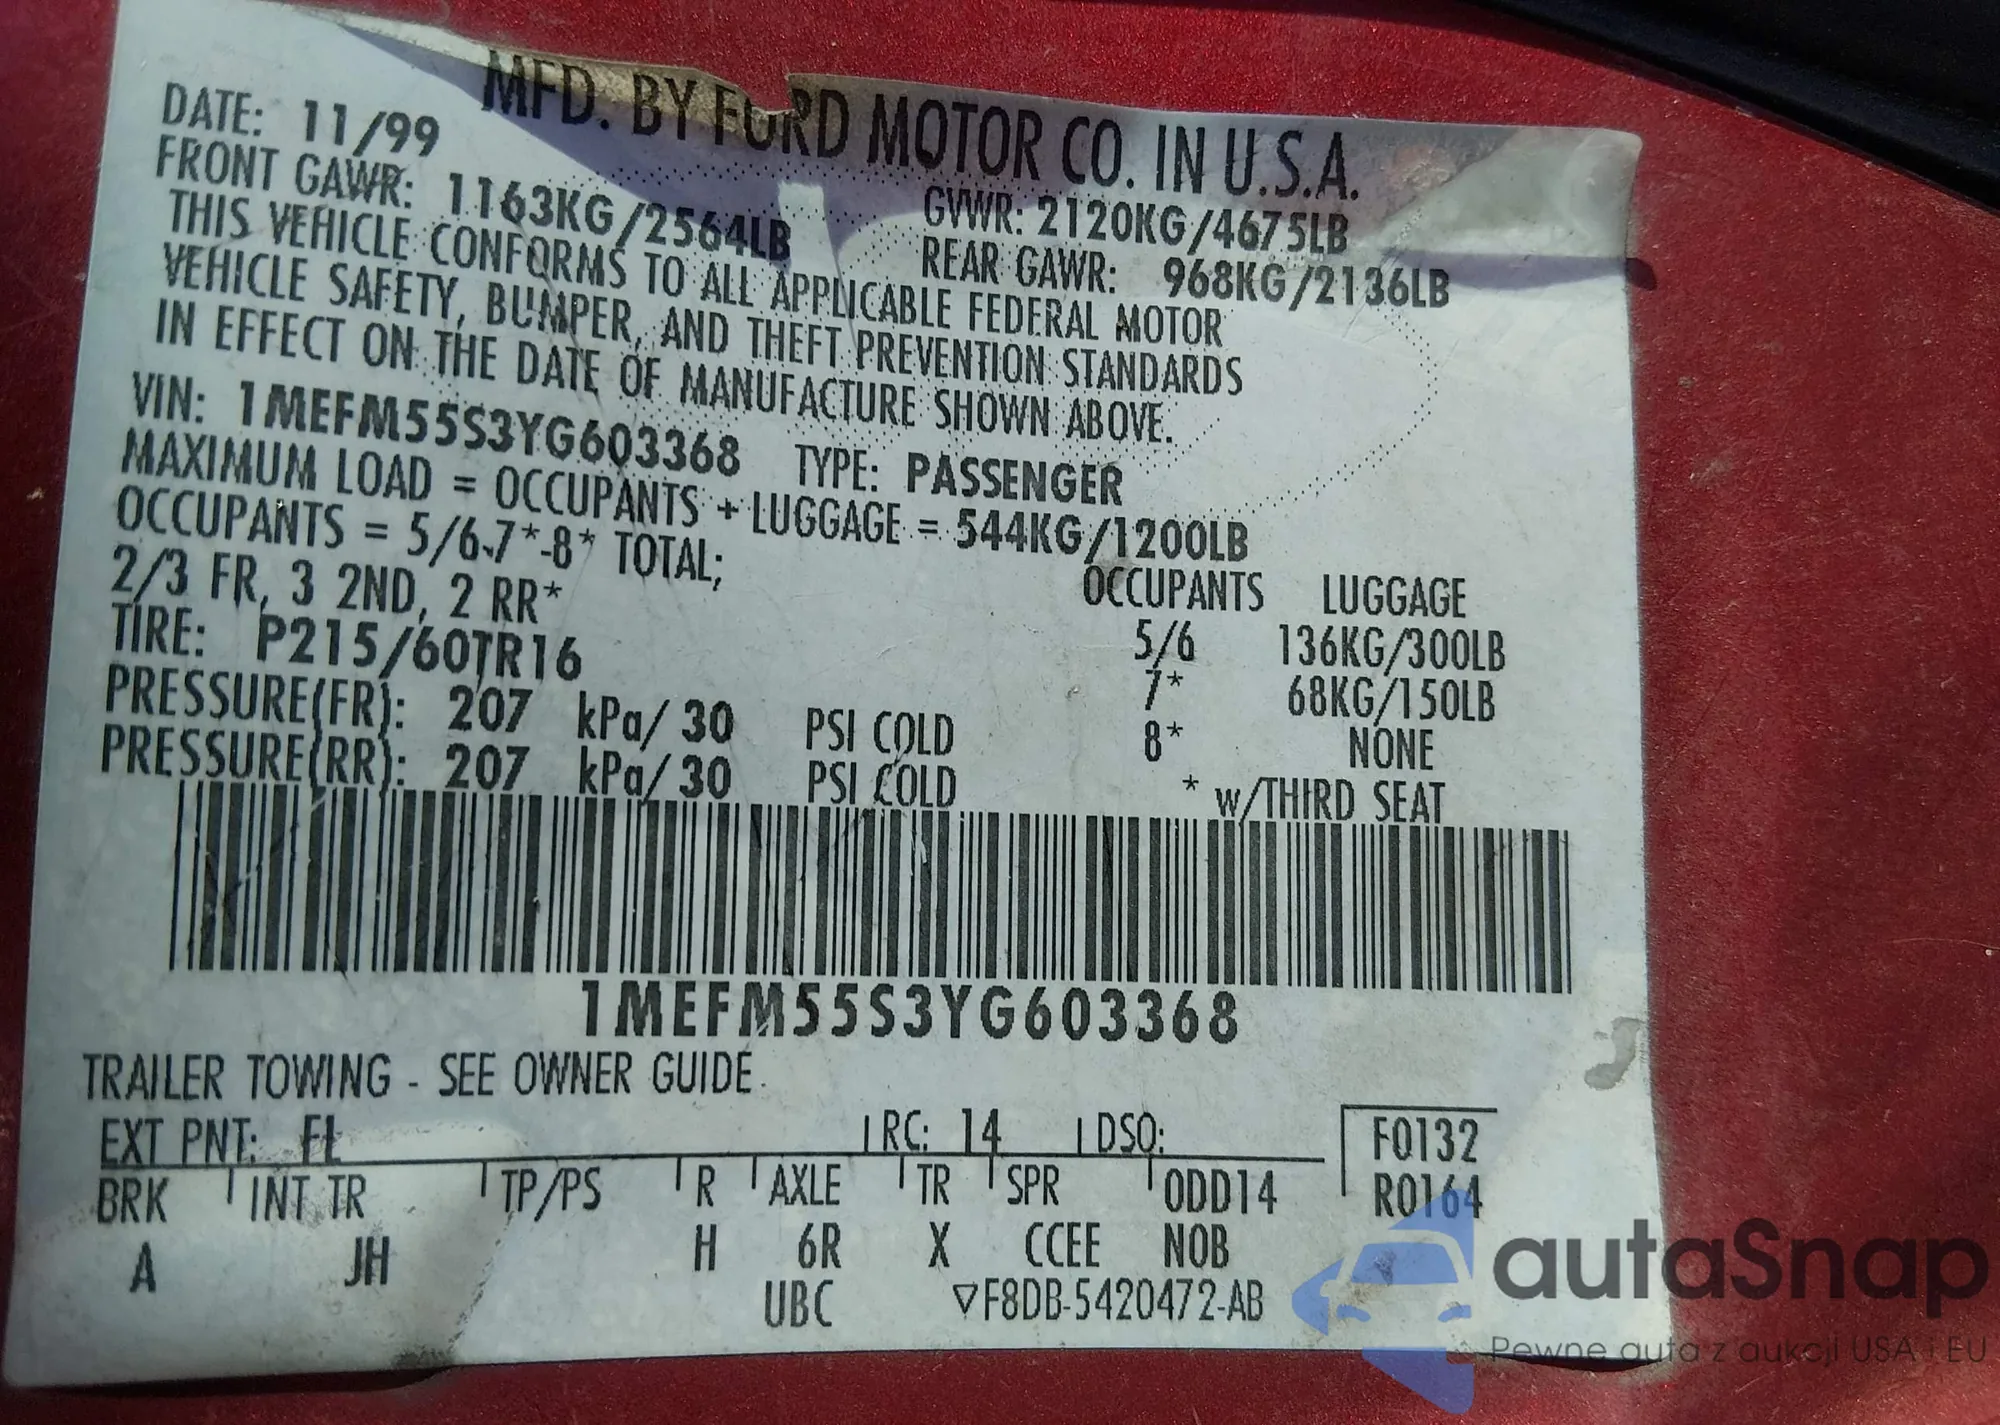 MFD. BY FORD MOTOR CO. IN U.S.A.
DATE: 11/99
GVWR: 2120KG/4675LB
FRONT GAWR: 1163KG/2564LB
REAR GAWR: 968KG/2136LB
THIS VEHICLE CONFORMS TO ALL APPLICABLE FEDERAL MOTOR
VEHICLE SAFETY, BUMPER, AND THEFT PREVENTION STANDARDS
IN EFFECT ON THE DATE OF MANUFACTURE SHOWN ABOVE.
VIN: 1MEFM55S3YG603368 TYPE: PASSENGER
MAXIMUM LOAD = OCCUPANTS + LUGGAGE = 544KG/1200LB
OCCUPANTS = 5/6-7*-8* TOTAL;
2/3 FR, 3 2ND, 2 RR*
OCCUPANTS LUGGAGE
5/6 136KG/300LB
7* 68KG/150LB
8* NONE
* w/THIRD SEAT
TIRE: P215/60TR16
PRESSURE(FR): 207 kPa/ 30 PSI COLD
PRESSURE(RR): 207 kPa/ 30 PSI COLD
1MEFM55S3YG603368
TRAILER TOWING - SEE OWNER GUIDE
EXT PNT: FL RC: 14 DSO:
F0132
BRK INT TR TP/PS R AXLE TR SPR ODD14
R0164
A JH H 6R X CCEE NOB
UBC ▽F8DB-5420472-AB
autaSnap
Pewne auta z aukcji USA i EU